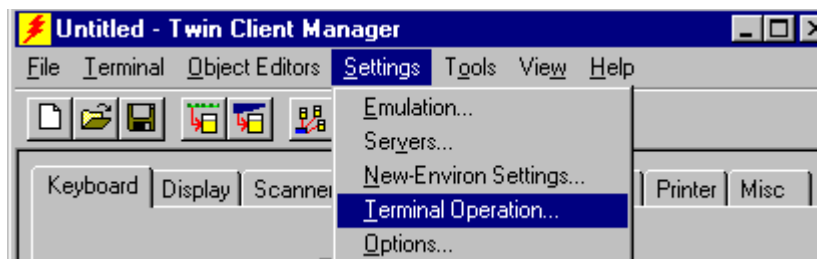 Untitled - Twin Client Manager
File Terminal Object Editors Settings Tools View Help
Emulation...
Servers...
New-Environ Settings...
Terminal Operation...
Options...
Keyboard Display Scanner Printer Misc